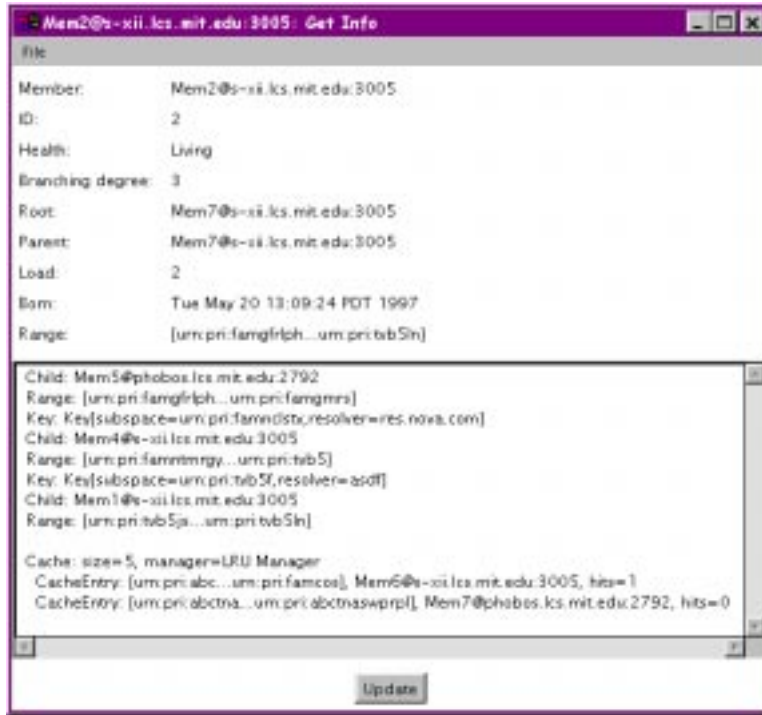 Mem2@s-xii.lcs.mit.edu:3005: Get Info
File
Member: Mem2@s-xii.lcs.mit.edu:3005
ID: 2
Health: Living
Branching degree: 3
Root: Mem7@s-xii.lcs.mit.edu:3005
Parent: Mem7@s-xii.lcs.mit.edu:3005
Load: 2
Born: Tue May 20 13:09:24 PDT 1997
Range: [urn:pri:famgfrlph...urn:pri:tvb5ln]
Child: Mem5@phobos.lcs.mit.edu:2792
Range: [urn:pri:famgfrlph...urn:pri:famgmrs]
Key: Key[subspace=urn:pri:famnclstv,resolver=res.nova.com]
Child: Mem4@s-xii.lcs.mit.edu:3005
Range: [urn:pri:famntmrgy...urn:pri:tvb5]
Key: Key[subspace=urn:pri:tvb5f,resolver=asdf]
Child: Mem1@s-xii.lcs.mit.edu:3005
Range: [urn:pri:tvb5js...urn:pri:tvb5ln]
Cache: size=5, manager=LRU Manager
CacheEntry: [urn:pri:abc...urn:pri:famcos], Mem6@s-xii.lcs.mit.edu:3005, hits=1
CacheEntry: [urn:pri:abctna...urn:pri:abctnaswprpl], Mem7@phobos.lcs.mit.edu:2792, hits=0
Update